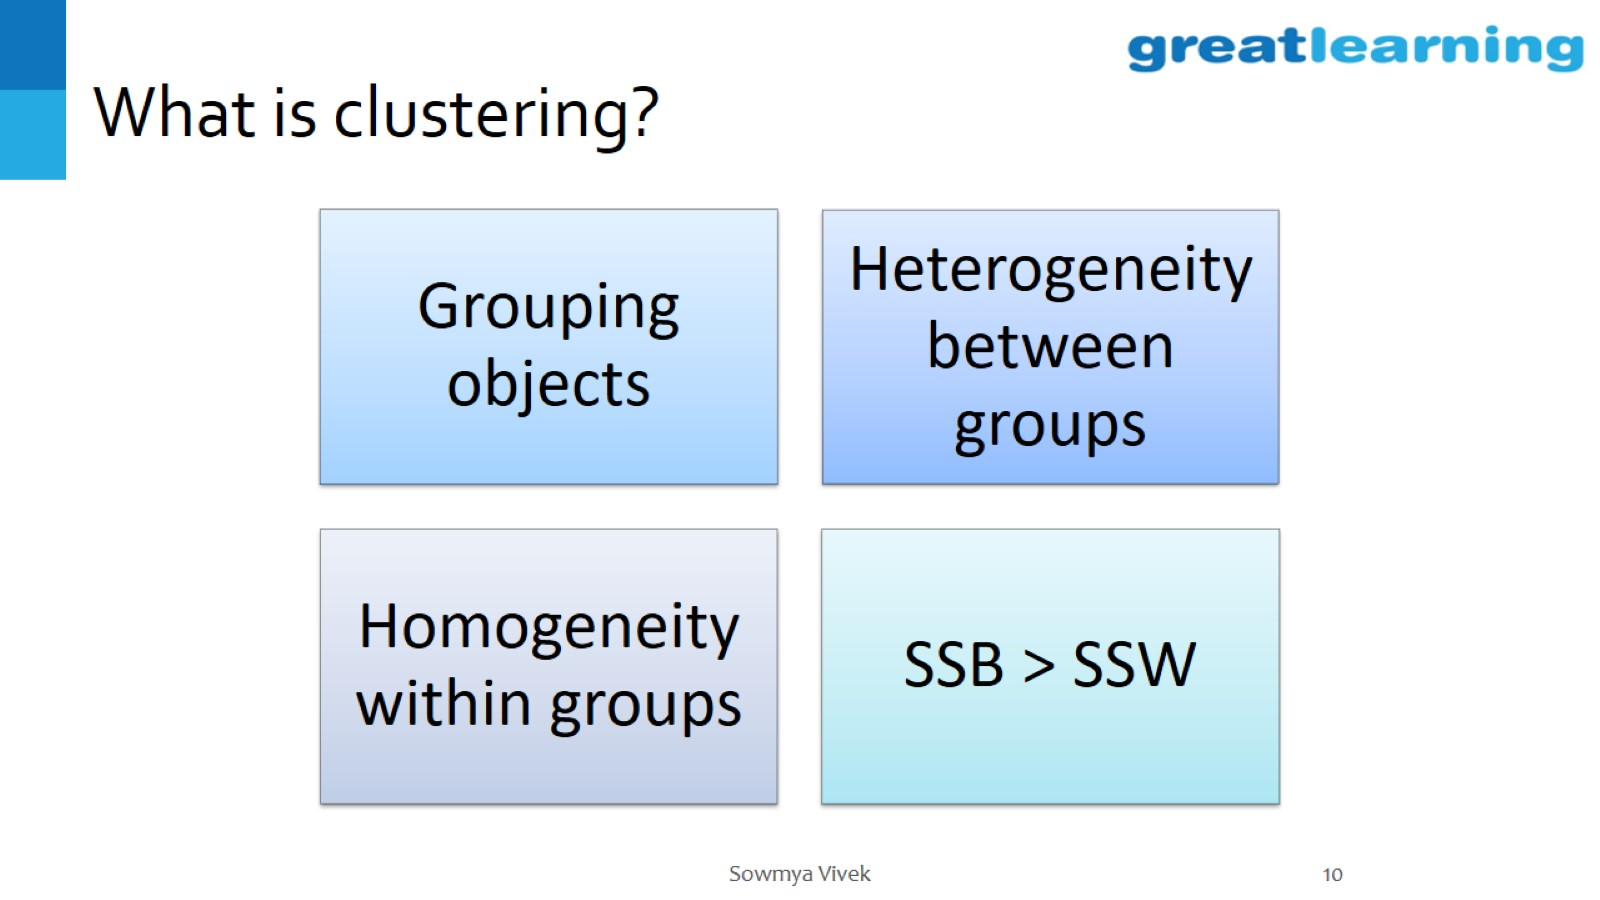 greatlearning
What is clustering?
Grouping
objects
Heterogeneity
between
groups
Homogeneity
within groups
SSB > SSW
Sowmya Vivek
10